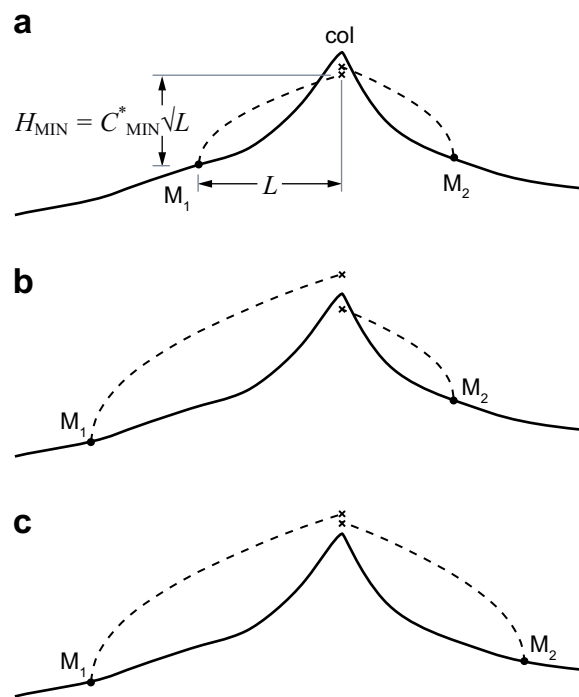 a
col
H_MIN = C*_MIN √L
M₁
L
M₂
b
M₁
M₂
c
M₁
M₂